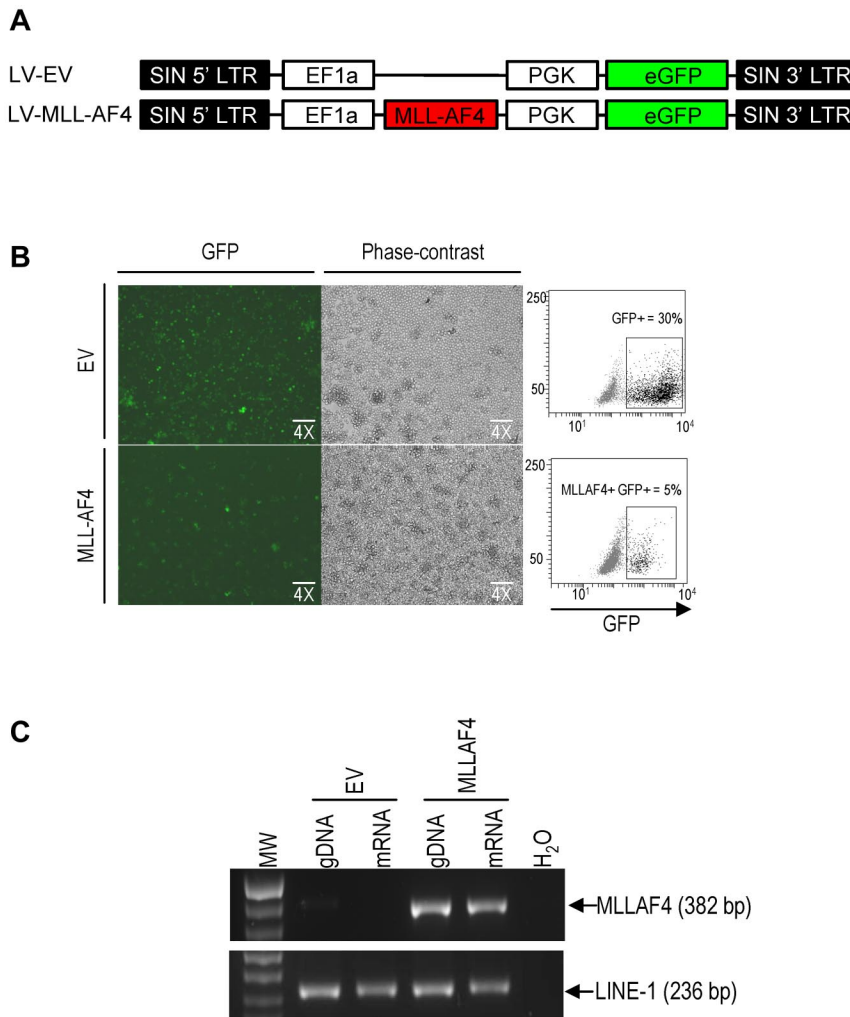 A
LV-EV SIN 5' LTR EF1a PGK eGFP SIN 3' LTR
LV-MLL-AF4 SIN 5' LTR EF1a MLL-AF4 PGK eGFP SIN 3' LTR
B
GFP Phase-contrast
EV
4X 4X
250
50
GFP+ = 30%
10¹ 10⁴
MLL-AF4
4X 4X
250
50
MLLAF4+ GFP+ = 5%
10¹ 10⁴
GFP
C
EV MLLAF4
MW gDNA mRNA gDNA mRNA H₂O
MLLAF4 (382 bp)
LINE-1 (236 bp)